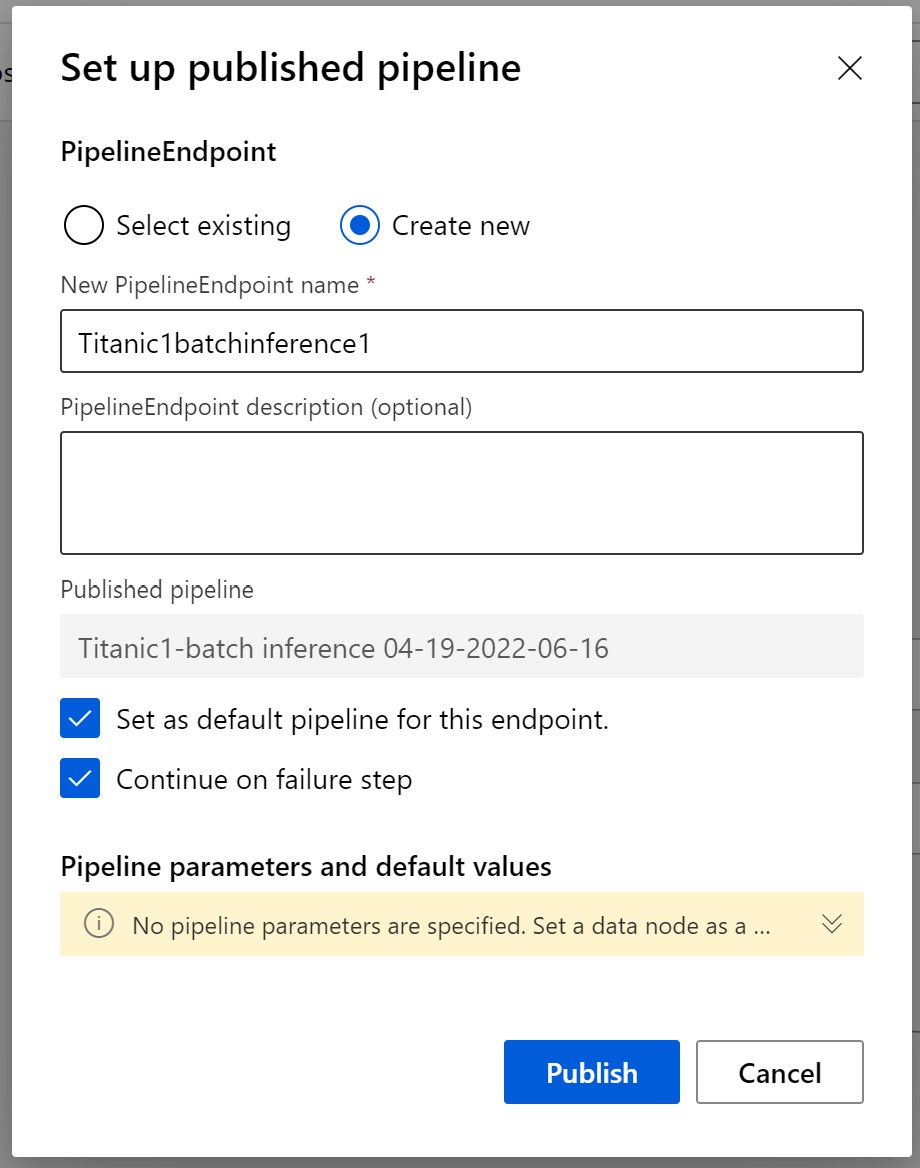 Set up published pipeline
PipelineEndpoint
Select existing
Create new
New PipelineEndpoint name *
Titanic1batchinference1
PipelineEndpoint description (optional)
Published pipeline
Titanic1-batch inference 04-19-2022-06-16
Set as default pipeline for this endpoint.
Continue on failure step
Pipeline parameters and default values
No pipeline parameters are specified. Set a data node as a ...
Publish
Cancel